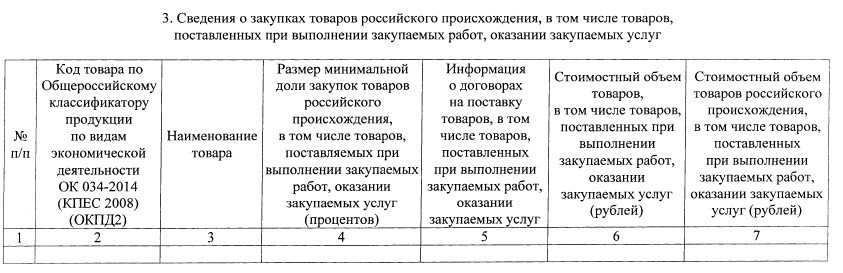 3. Сведения о закупках товаров российского происхождения, в том числе товаров,
поставленных при выполнении закупаемых работ, оказании закупаемых услуг
№
п/п
Код товара по
Общероссийскому
классификатору
продукции
по видам
экономической
деятельности
ОК 034-2014
(КПЕС 2008)
(ОКПД2)
Наименование
товара
Размер минимальной
доли закупок товаров
российского
происхождения,
в том числе товаров,
поставляемых при
выполнении закупаемых
работ, оказании
закупаемых услуг
(процентов)
Информация
о договорах
на поставку
товаров, в том
числе товаров,
поставленных
при выполнении
закупаемых работ,
оказании
закупаемых услуг
Стоимостный объем
товаров,
в том числе товаров,
поставленных при
выполнении
закупаемых работ,
оказании
закупаемых услуг
(рублей)
Стоимостный объем
товаров российского
происхождения,
в том числе товаров,
поставленных
при выполнении
закупаемых работ,
оказании закупаемых
услуг (рублей)
1 2 3 4 5 6 7